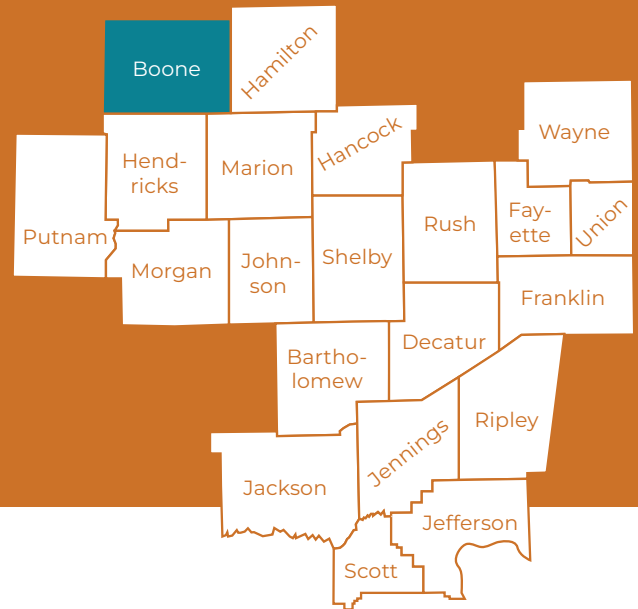 Boone
Hamilton
Hend-
ricks
Marion
Hancock
Wayne
Putnam
Morgan
John-
son
Shelby
Rush
Fay-
ette
Union
Franklin
Bartho-
lomew
Decatur
Jennings
Ripley
Jackson
Jefferson
Scott